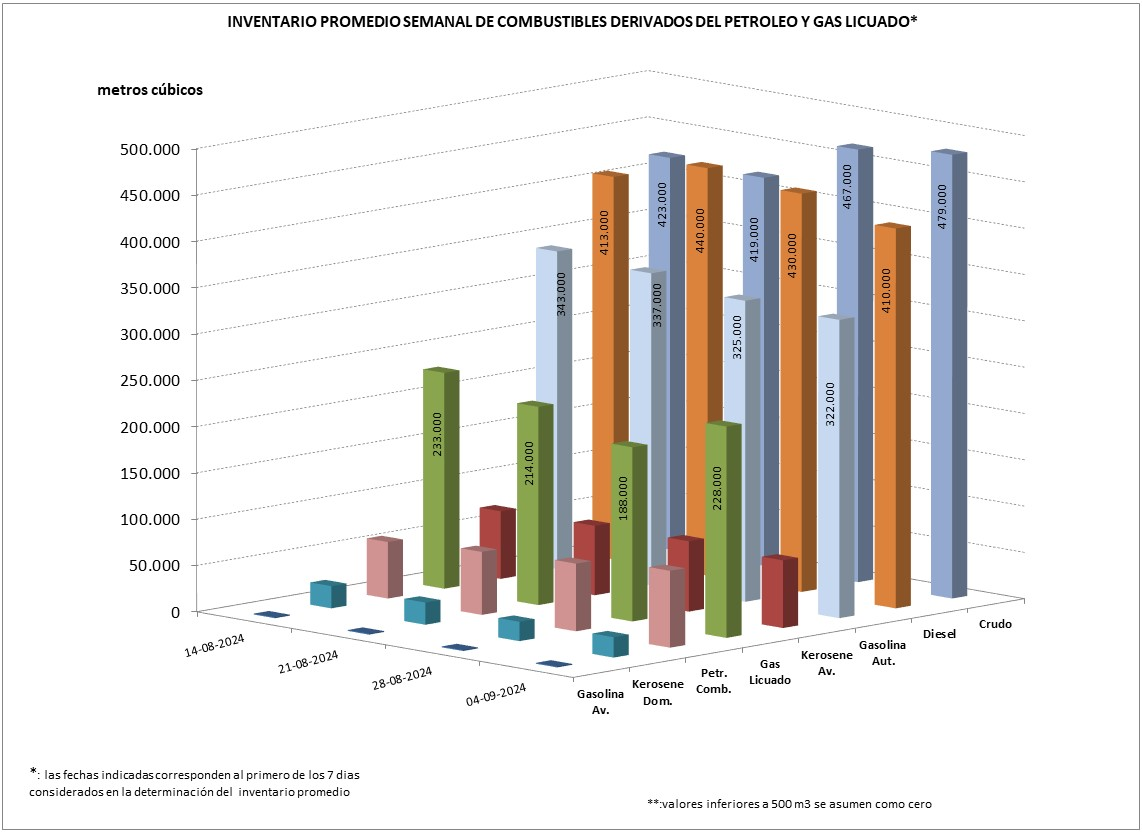 INVENTARIO PROMEDIO SEMANAL DE COMBUSTIBLES DERIVADOS DEL PETROLEO Y GAS LICUADO*
metros cúbicos
500.000
450.000
400.000
350.000
300.000
250.000
200.000
150.000
100.000
50.000
0
413.000
423.000
440.000
419.000
430.000
467.000
479.000
410.000
343.000
337.000
325.000
322.000
233.000
214.000
188.000
228.000
14-08-2024
21-08-2024
28-08-2024
04-09-2024
Gasolina
Av.
Kerosene
Dom.
Petr.
Comb.
Gas
Licuado
Kerosene
Av.
Gasolina
Aut.
Diesel
Crudo
*: las fechas indicadas corresponden al primero de los 7 dias
considerados en la determinación del inventario promedio
**:valores inferiores a 500 m3 se asumen como cero